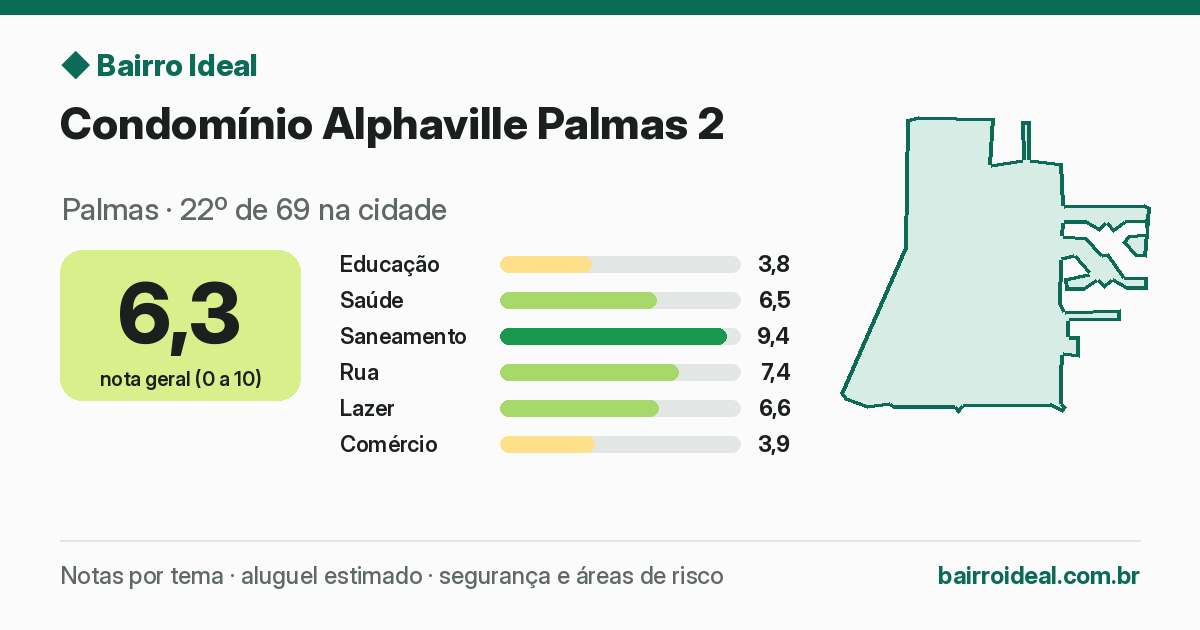 Bairro Ideal
Condomínio Alphaville Palmas 2
Palmas · 22º de 69 na cidade
6,3
nota geral (0 a 10)
Educação 3,8
Saúde 6,5
Saneamento 9,4
Rua 7,4
Lazer 6,6
Comércio 3,9
Notas por tema · aluguel estimado · segurança e áreas de risco
bairroideal.com.br